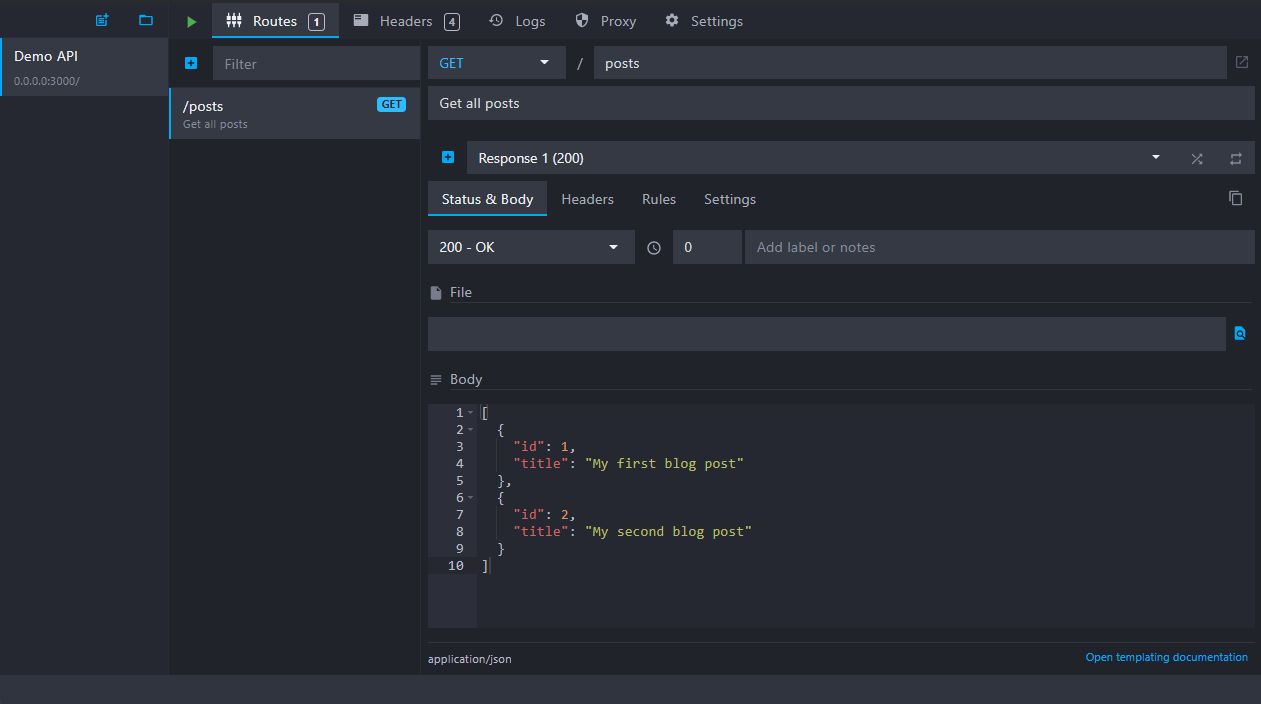 Routes 1 Headers 4 Logs Proxy Settings
Demo API
0.0.0.0:3000/
Filter
/posts GET
Get all posts
GET / posts
Get all posts
Response 1 (200)
Status & Body Headers Rules Settings
200 - OK 0 Add label or notes
File
Body
1 [
2 {
3 "id": 1,
4 "title": "My first blog post"
5 },
6 {
7 "id": 2,
8 "title": "My second blog post"
9 }
10 ]
application/json Open templating documentation